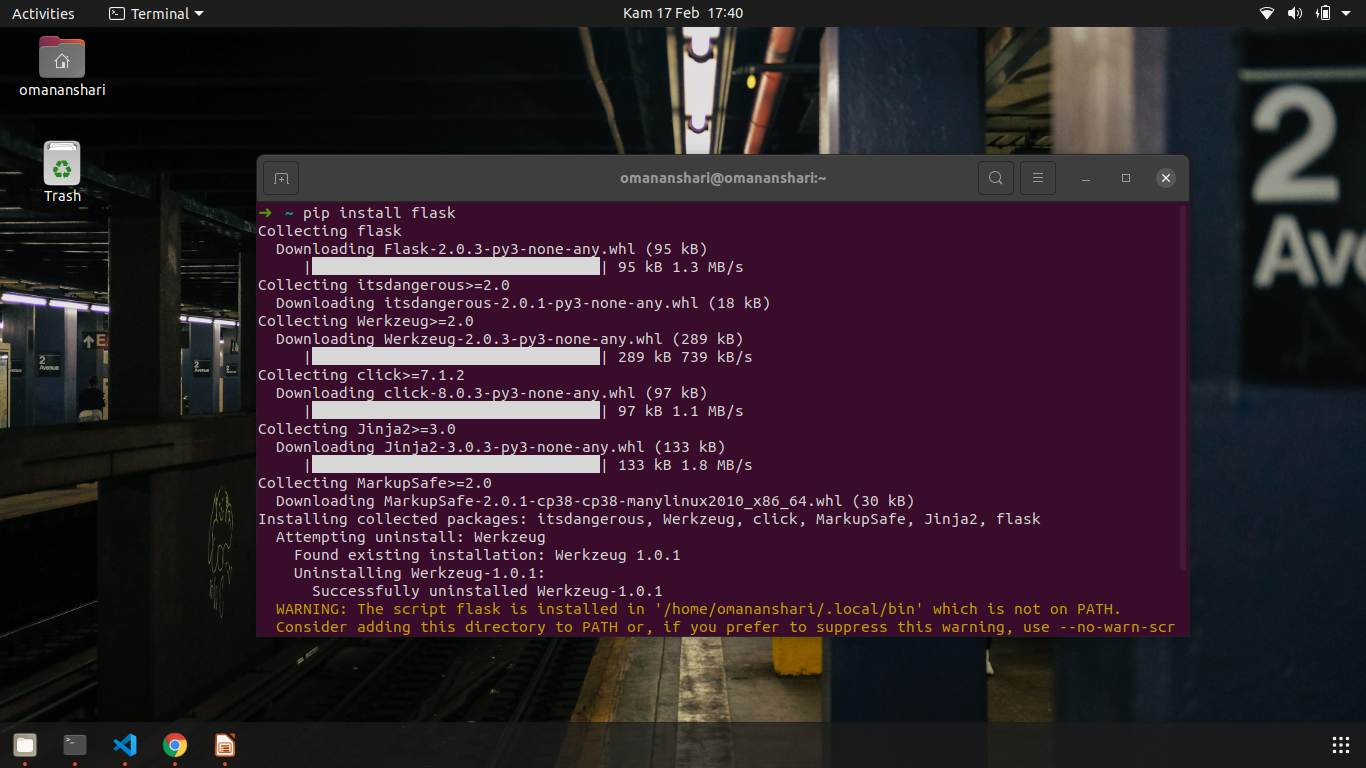 Activities
Terminal
Kam 17 Feb 17:40
omananshari
Trash
omananshari@omananshari:~
➜ ~ pip install flask
Collecting flask
Downloading Flask-2.0.3-py3-none-any.whl (95 kB)
|████████████████████████████████| 95 kB 1.3 MB/s
Collecting itsdangerous>=2.0
Downloading itsdangerous-2.0.1-py3-none-any.whl (18 kB)
Collecting Werkzeug>=2.0
Downloading Werkzeug-2.0.3-py3-none-any.whl (289 kB)
|████████████████████████████████| 289 kB 739 kB/s
Collecting click>=7.1.2
Downloading click-8.0.3-py3-none-any.whl (97 kB)
|████████████████████████████████| 97 kB 1.1 MB/s
Collecting Jinja2>=3.0
Downloading Jinja2-3.0.3-py3-none-any.whl (133 kB)
|████████████████████████████████| 133 kB 1.8 MB/s
Collecting MarkupSafe>=2.0
Downloading MarkupSafe-2.0.1-cp38-cp38-manylinux2010_x86_64.whl (30 kB)
Installing collected packages: itsdangerous, Werkzeug, click, MarkupSafe, Jinja2, flask
Attempting uninstall: Werkzeug
Found existing installation: Werkzeug 1.0.1
Uninstalling Werkzeug-1.0.1:
Successfully uninstalled Werkzeug-1.0.1
WARNING: The script flask is installed in '/home/omananshari/.local/bin' which is not on PATH.
Consider adding this directory to PATH or, if you prefer to suppress this warning, use --no-warn-scr
2
Ave
E
2
Avenue
2
Avenue